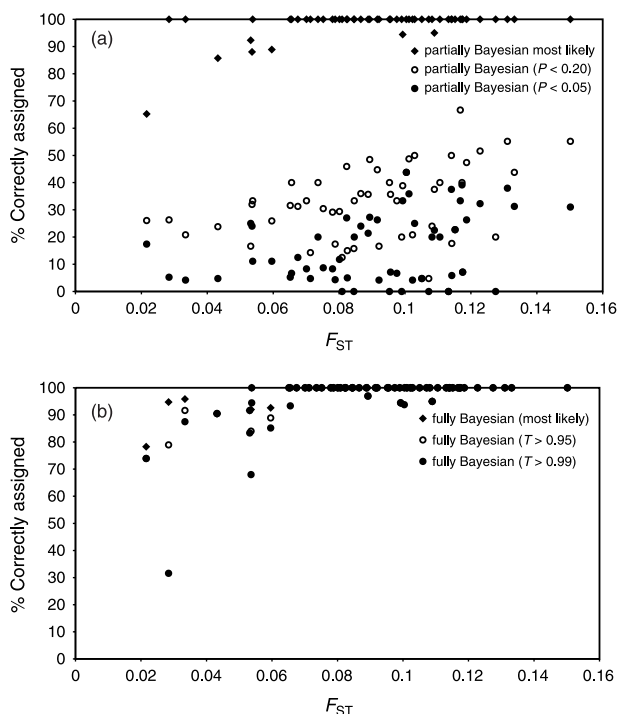 100
(a)
90
◆ partially Bayesian most likely
80
○ partially Bayesian (P < 0.20)
70
● partially Bayesian (P < 0.05)
60
50
40
30
20
10
0
% Correctly assigned
0 0.02 0.04 0.06 0.08 0.1 0.12 0.14 0.16
FST
100
(b)
90
◆ fully Bayesian (most likely)
80
○ fully Bayesian (T > 0.95)
70
● fully Bayesian (T > 0.99)
60
50
40
30
20
10
0
% Correctly assigned
0 0.02 0.04 0.06 0.08 0.1 0.12 0.14 0.16
FST